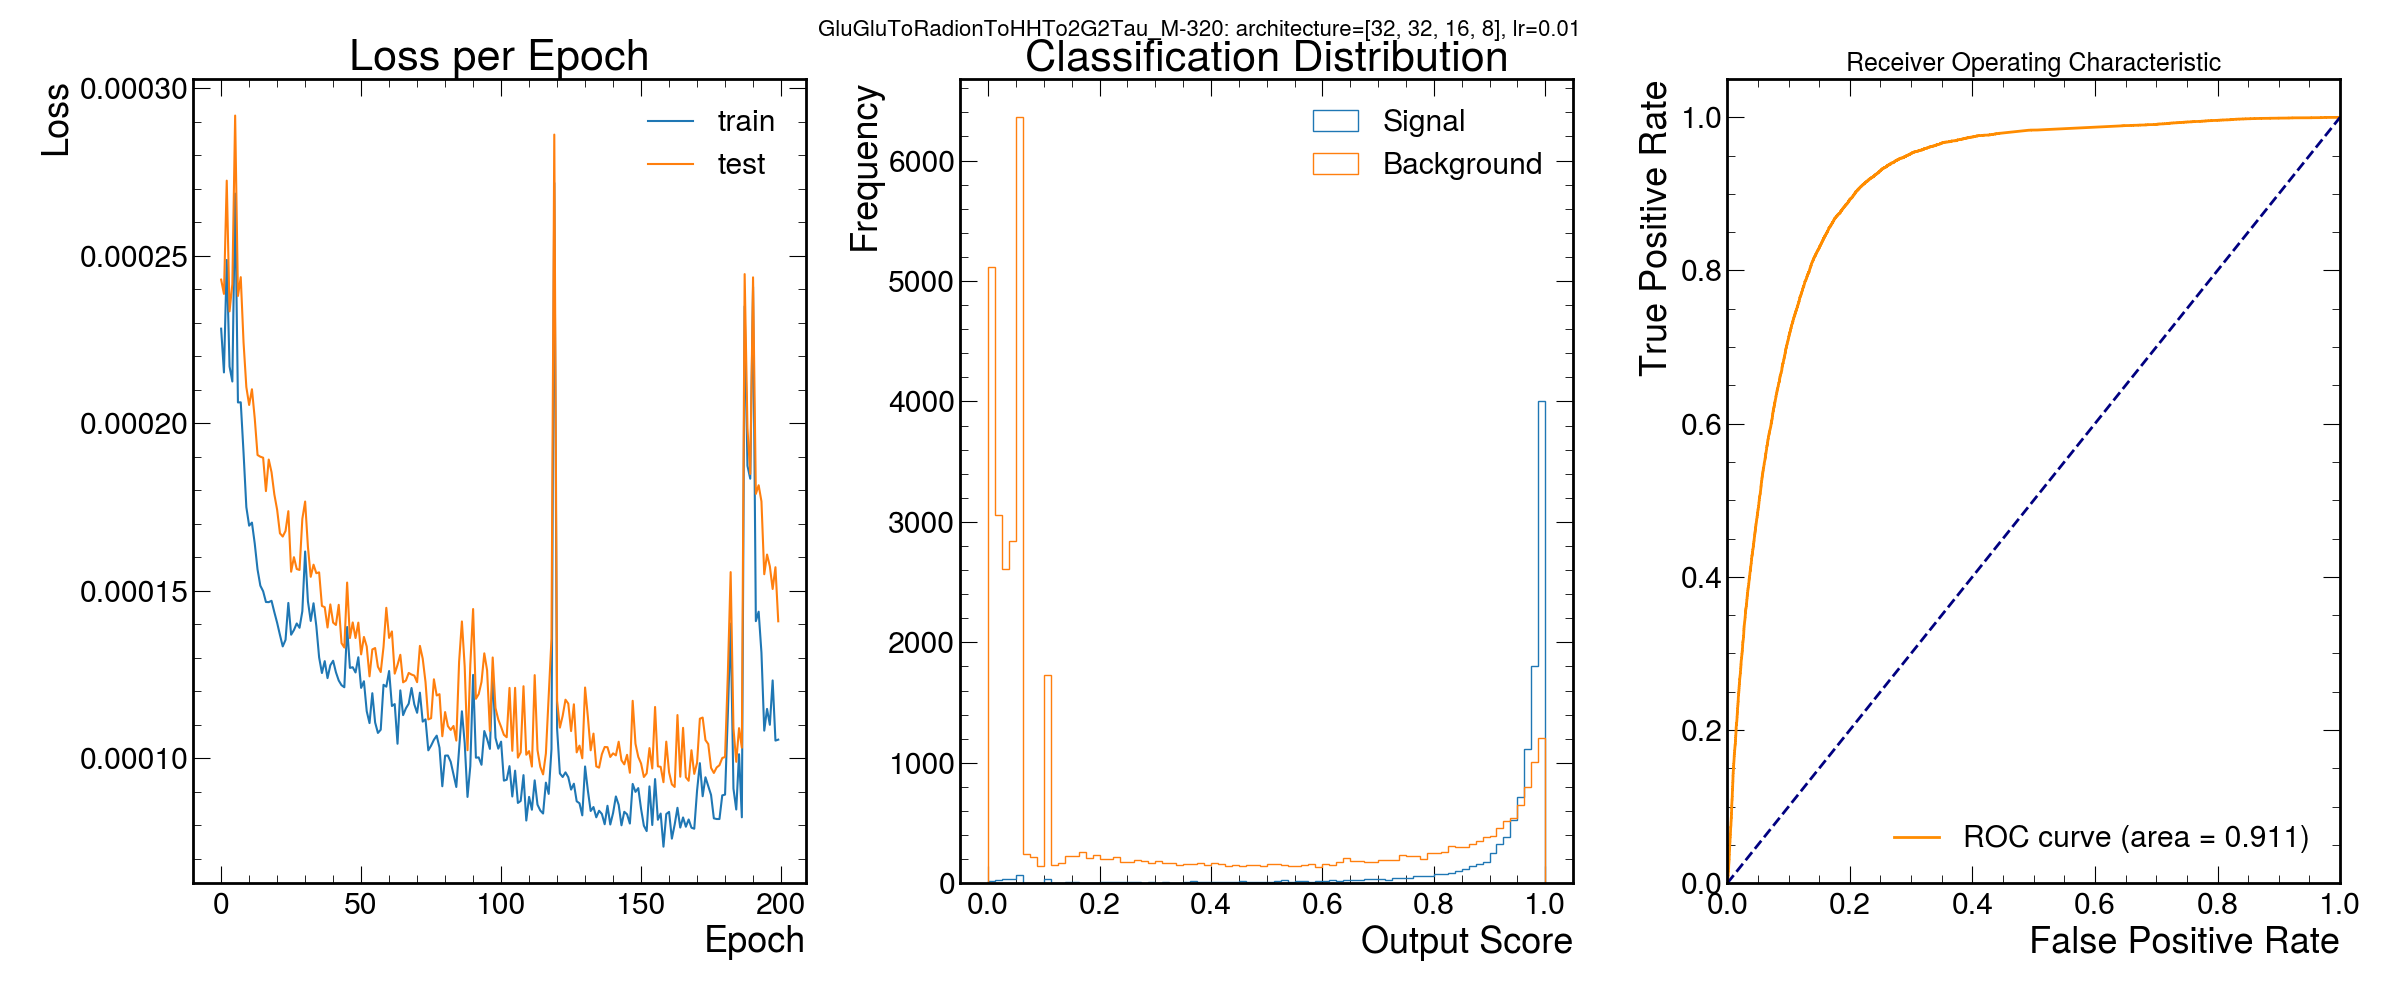 GluGluToRadionToHHTo2G2Tau_M-320: architecture=[32, 32, 16, 8], lr=0.01
Loss per Epoch
Loss
0.00030
0.00025
0.00020
0.00015
0.00010
train
test
0 50 100 150 200
Epoch
Classification Distribution
Frequency
6000
5000
4000
3000
2000
1000
0
Signal
Background
0.0 0.2 0.4 0.6 0.8 1.0
Output Score
Receiver Operating Characteristic
True Positive Rate
1.0
0.8
0.6
0.4
0.2
0.0
ROC curve (area = 0.911)
0.0 0.2 0.4 0.6 0.8 1.0
False Positive Rate